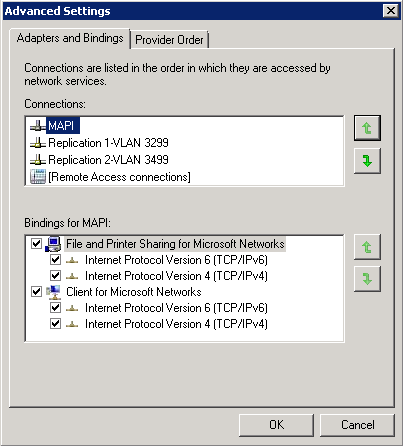 Advanced Settings
Adapters and Bindings Provider Order
Connections are listed in the order in which they are accessed by
network services.
Connections:
MAPI
Replication 1-VLAN 3299
Replication 2-VLAN 3499
[Remote Access connections]
Bindings for MAPI:
File and Printer Sharing for Microsoft Networks
Internet Protocol Version 6 (TCP/IPv6)
Internet Protocol Version 4 (TCP/IPv4)
Client for Microsoft Networks
Internet Protocol Version 6 (TCP/IPv6)
Internet Protocol Version 4 (TCP/IPv4)
OK Cancel